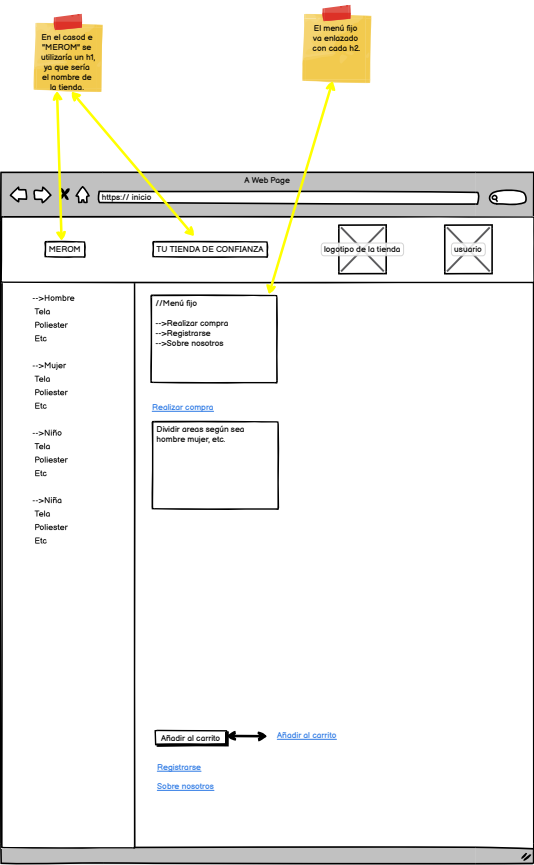 En el casod e
"MEROM" se
utilizaría un h1,
ya que sería
el nombre de
la tienda.
El menú fijo
va enlazado
con cada h2.
A Web Page
https:// inicio
MEROM
TU TIENDA DE CONFIANZA
logotipo de la tienda
usuario
-->Hombre
Tela
Poliester
Etc
-->Mujer
Tela
Poliester
Etc
-->Niño
Tela
Poliester
Etc
-->Niña
Tela
Poliester
Etc
//Menú fijo
-->Realizar compra
-->Registrarse
-->Sobre nosotros
Realizar compra
Dividir areas según sea
hombre mujer, etc.
Añadir al carrito
Añadir al carrito
Registrarse
Sobre nosotros